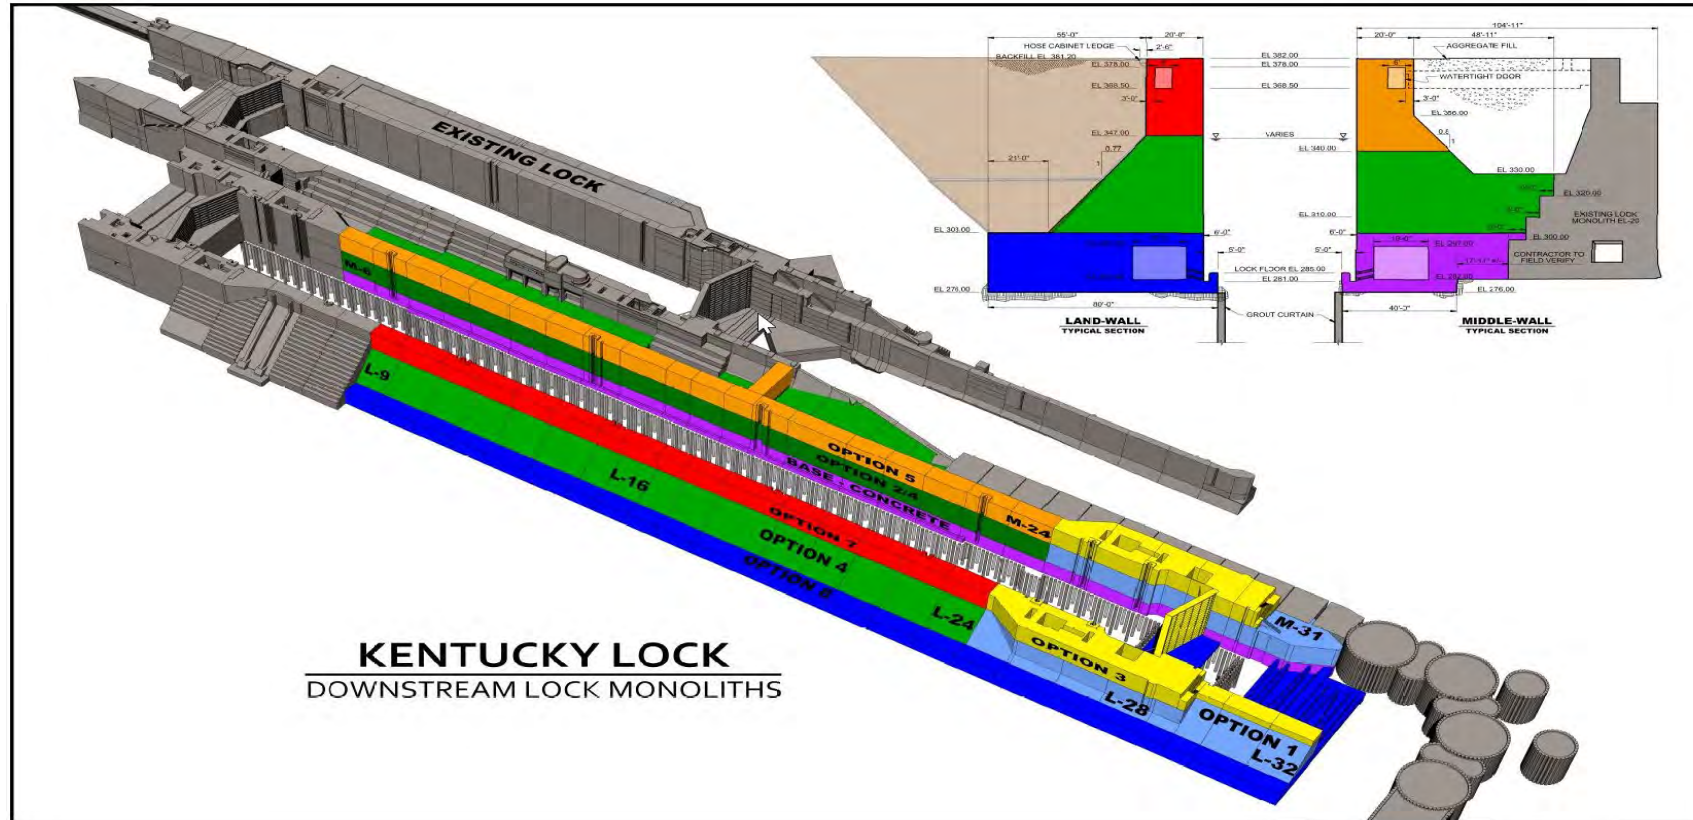 104'-11"
55'-0"
20'-8"
20'-0"
48'-11"
HOSE CABINET LEDGE
2'-6"
AGGREGATE FILL
BACKFILL EL 381.20
EL 382.00
EL 378.00
EL 378.00
6'
WATERTIGHT DOOR
EL 368.50
EL 368.50
3'-0"
3'-0"
EL 366.00
EL 347.00
VARIES
0.77
1
1
EL 340.00
21'-0"
EL 330.00
EL 320.00
EL 310.00
EXISTING LOCK
MONOLITH EL-20
6'-0"
6'-0"
EL 300.00
5'-0"
5'-0"
CONTRACTOR TO
FIELD VERIFY
LOCK FLOOR EL 285.00
EL 281.00
EL 276.00
EL 276.00
80'-0"
GROUT CURTAIN
LAND-WALL
TYPICAL SECTION
MIDDLE-WALL
TYPICAL SECTION
EXISTING LOCK
M-6
L-9
L-16
OPTION 5
OPTION 2/4
BASE - CONCRETE
M-24
OPTION 7
OPTION 4
L-24
OPTION 3
L-28
OPTION 1
L-32
M-31
KENTUCKY LOCK
DOWNSTREAM LOCK MONOLITHS